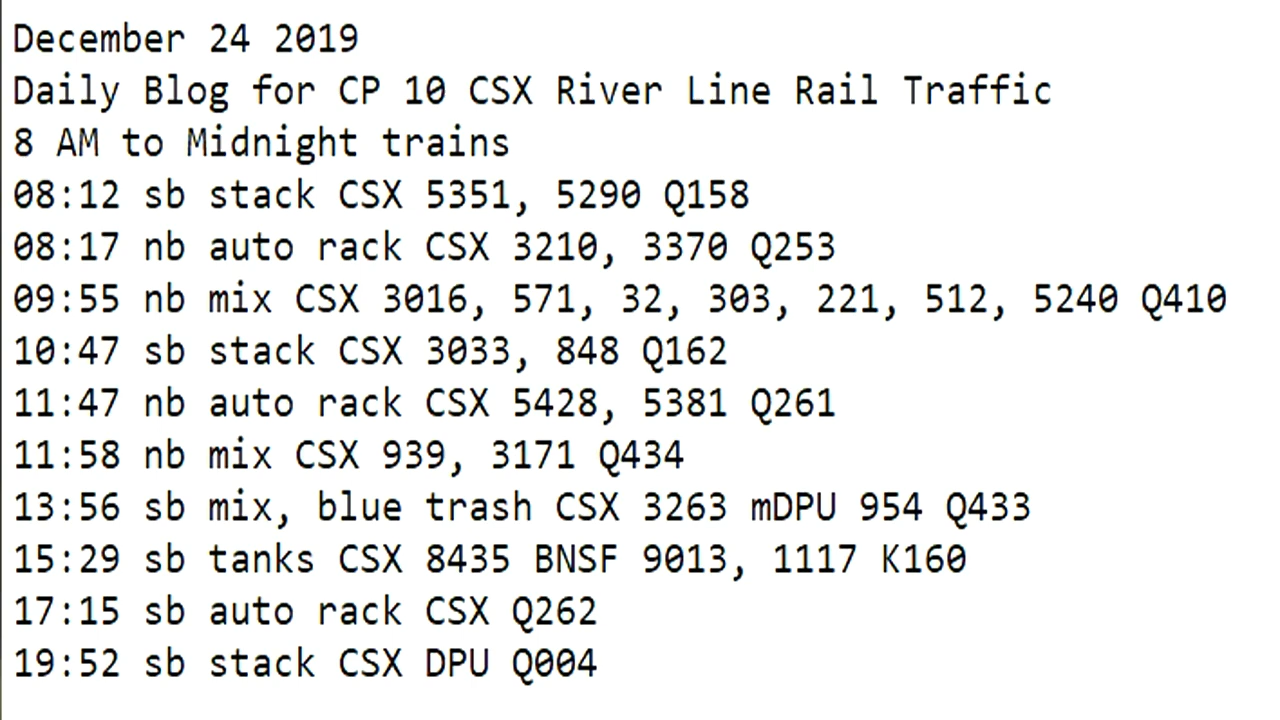 December 24 2019
Daily Blog for CP 10 CSX River Line Rail Traffic
8 AM to Midnight trains
08:12 sb stack CSX 5351, 5290 Q158
08:17 nb auto rack CSX 3210, 3370 Q253
09:55 nb mix CSX 3016, 571, 32, 303, 221, 512, 5240 Q410
10:47 sb stack CSX 3033, 848 Q162
11:47 nb auto rack CSX 5428, 5381 Q261
11:58 nb mix CSX 939, 3171 Q434
13:56 sb mix, blue trash CSX 3263 mDPU 954 Q433
15:29 sb tanks CSX 8435 BNSF 9013, 1117 K160
17:15 sb auto rack CSX Q262
19:52 sb stack CSX DPU Q004